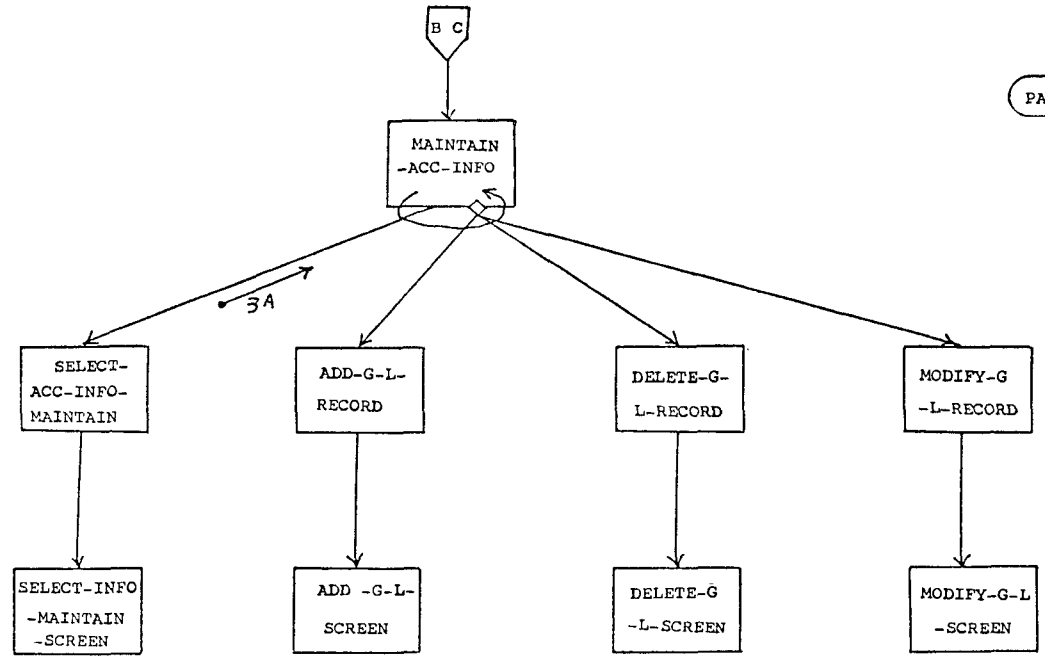 B C
PA
MAINTAIN
-ACC-INFO
3A
SELECT-
ACC-INFO-
MAINTAIN
ADD-G-L-
RECORD
DELETE-G-
L-RECORD
MODIFY-G
-L-RECORD
SELECT-INFO
-MAINTAIN
-SCREEN
ADD -G-L-
SCREEN
DELETE-G
-L-SCREEN
MODIFY-G-L
-SCREEN